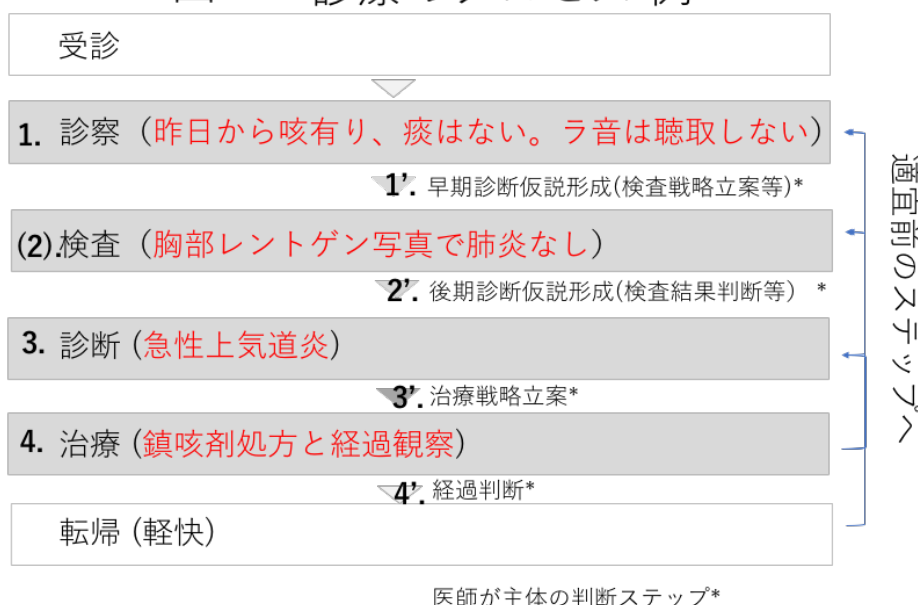 受診
1. 診察（昨日から咳有り、痰はない。ラ音は聴取しない）
1’. 早期診断仮説形成(検査戦略立案等)*
(2).検査（胸部レントゲン写真で肺炎なし）
2’. 後期診断仮説形成(検査結果判断等） *
3. 診断 (急性上気道炎)
3’. 治療戦略立案*
4. 治療 (鎮咳剤処方と経過観察)
4’. 経過判断*
転帰 (軽快)
適宜前のステップへ
医師が主体の判断ステップ*